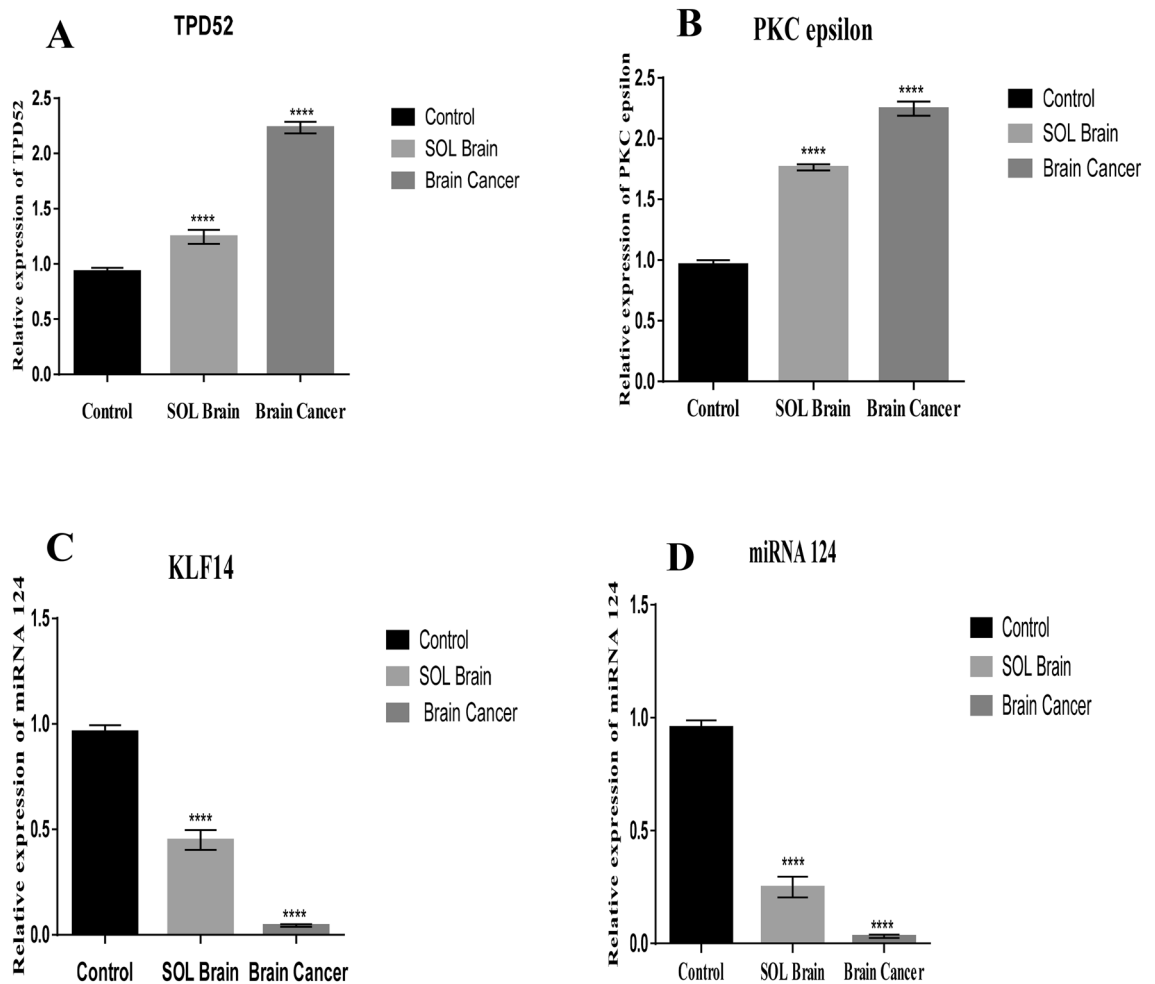 A
TPD52
Relative expression of TPD52
2.5
2.0
1.5
1.0
0.5
0.0
****
****
Control
SOL Brain
Brain Cancer
Control
SOL Brain
Brain Cancer
B
PKC epsilon
Relative expression of PKC epsilon
2.5
2.0
1.5
1.0
0.5
0.0
****
****
Control
SOL Brain
Brain Cancer
Control
SOL Brain
Brain Cancer
C
KLF14
Relative expression of miRNA 124
1.5
1.0
0.5
0.0
****
****
Control
SOL Brain
Brain Cancer
Control
SOL Brain
Brain Cancer
D
miRNA 124
Relative expression of miRNA 124
1.5
1.0
0.5
0.0
****
****
Control
SOL Brain
Brain Cancer
Control
SOL Brain
Brain Cancer